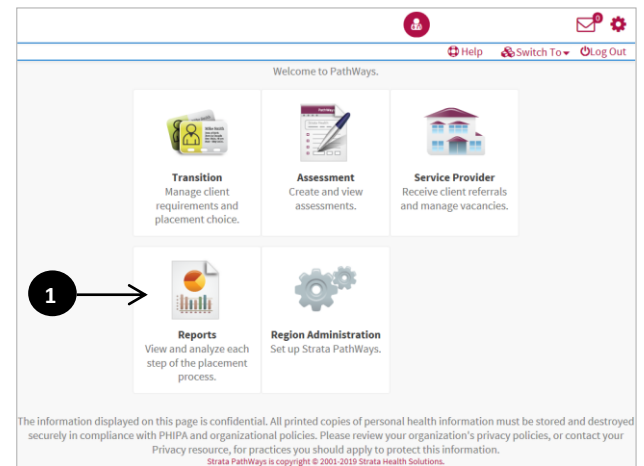 0
Help Switch To Log Out
Welcome to PathWays.
Transition
Manage client
requirements and
placement choice.
Assessment
Create and view
assessments.
Service Provider
Receive client referrals
and manage vacancies.
1
Reports
View and analyze each
step of the placement
process.
Region Administration
Set up Strata PathWays.
The information displayed on this page is confidential. All printed copies of personal health information must be stored and destroyed
securely in compliance with PHIPA and organizational policies. Please review your organization's privacy policies, or contact your
Privacy resource, for practices you should apply to protect this information.
Strata PathWays is copyright © 2001-2019 Strata Health Solutions.